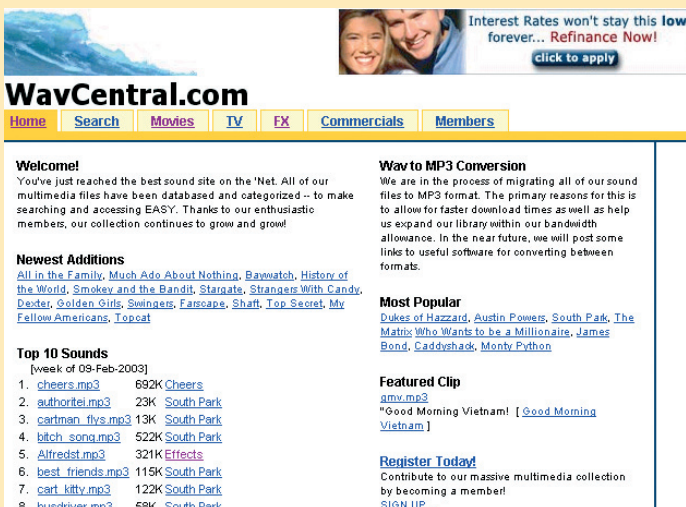 Interest Rates won't stay this low
forever... Refinance Now!
click to apply
WavCentral.com
Home Search Movies TV FX Commercials Members
Welcome!
You've just reached the best sound site on the 'Net. All of our
multimedia files have been databased and categorized -- to make
searching and accessing EASY. Thanks to our enthusiastic
members, our collection continues to grow and grow!
Newest Additions
All in the Family, Much Ado About Nothing, Baywatch, History of
the World, Smokey and the Bandit, Stargate, Strangers With Candy,
Dexter, Golden Girls, Swingers, Farscape, Shaft, Top Secret, My
Fellow Americans, Topcat
Top 10 Sounds
[week of 09-Feb-2003]
1. cheers.mp3 692K Cheers
2. authoritei.mp3 23K South Park
3. cartman_flys.mp3 13K South Park
4. bitch_song.mp3 522K South Park
5. Alfredst.mp3 321K Effects
6. best_friends.mp3 115K South Park
7. cart_kitty.mp3 122K South Park
8. busdriver.mp3 58K South Park
Wav to MP3 Conversion
We are in the process of migrating all of our sound
files to MP3 format. The primary reasons for this is
to allow for faster download times as well as help
us expand our library within our bandwidth
allowance. In the near future, we will post some
links to useful software for converting between
formats.
Most Popular
Dukes of Hazzard, Austin Powers, South Park, The
Matrix Who Wants to be a Millionaire, James
Bond, Caddyshack, Monty Python
Featured Clip
gmv.mp3
"Good Morning Vietnam! [ Good Morning
Vietnam ]
Register Today!
Contribute to our massive multimedia collection
by becoming a member!
SIGN UP